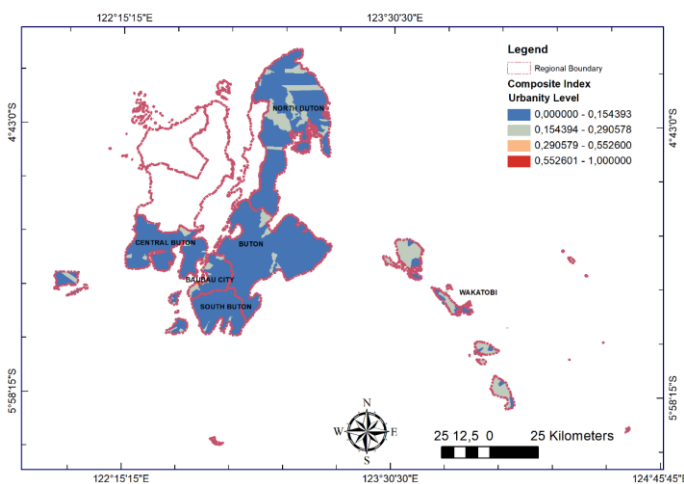 122°15'15"E
123°30'30"E
4°43'0"S
4°43'0"S
Legend
Regional Boundary
Composite Index
Urbanity Level
0,000000 - 0,154393
0,154394 - 0,290578
0,290579 - 0,552600
0,552601 - 1,000000
NORTH BUTON
CENTRAL BUTON
BUTON
BAUBAU CITY
SOUTH BUTON
WAKATOBI
5°58'15"S
5°58'15"S
N
W
E
S
25 12,5 0 25 Kilometers
122°15'15"E
123°30'30"E
124°45'45"E